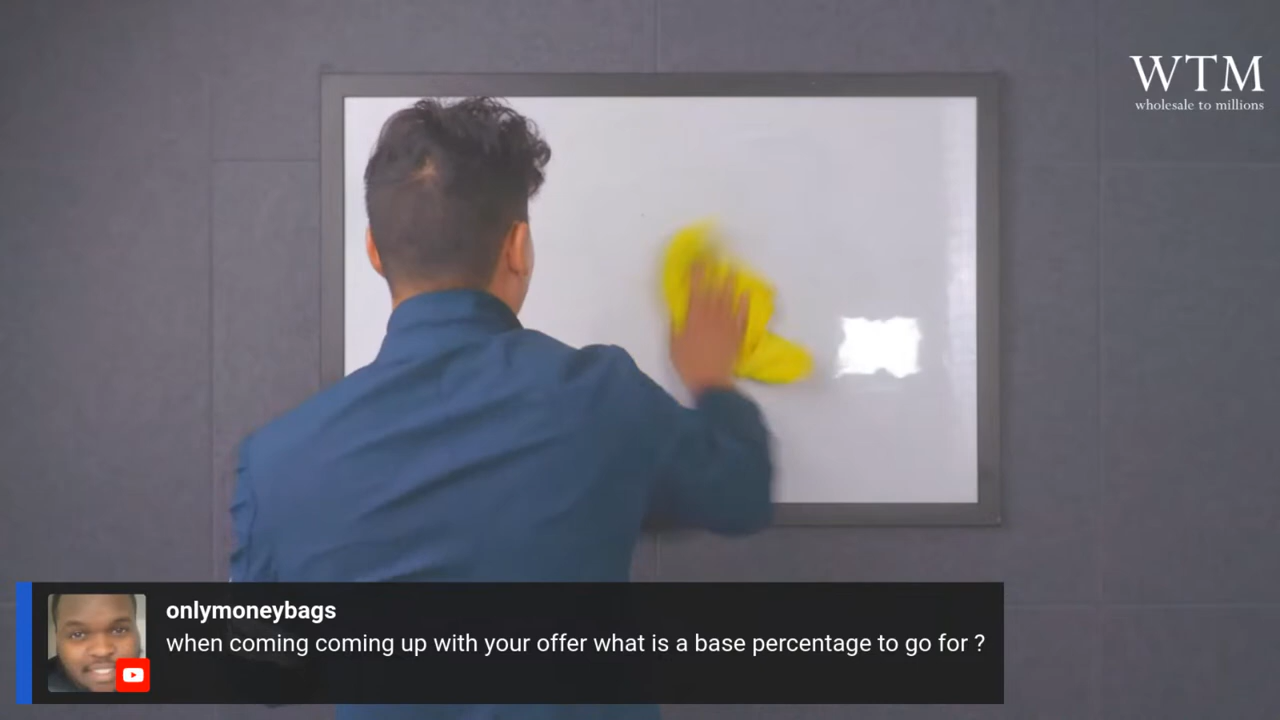 WTM
wholesale to millions
onlymoneybags
when coming coming up with your offer what is a base percentage to go for ?